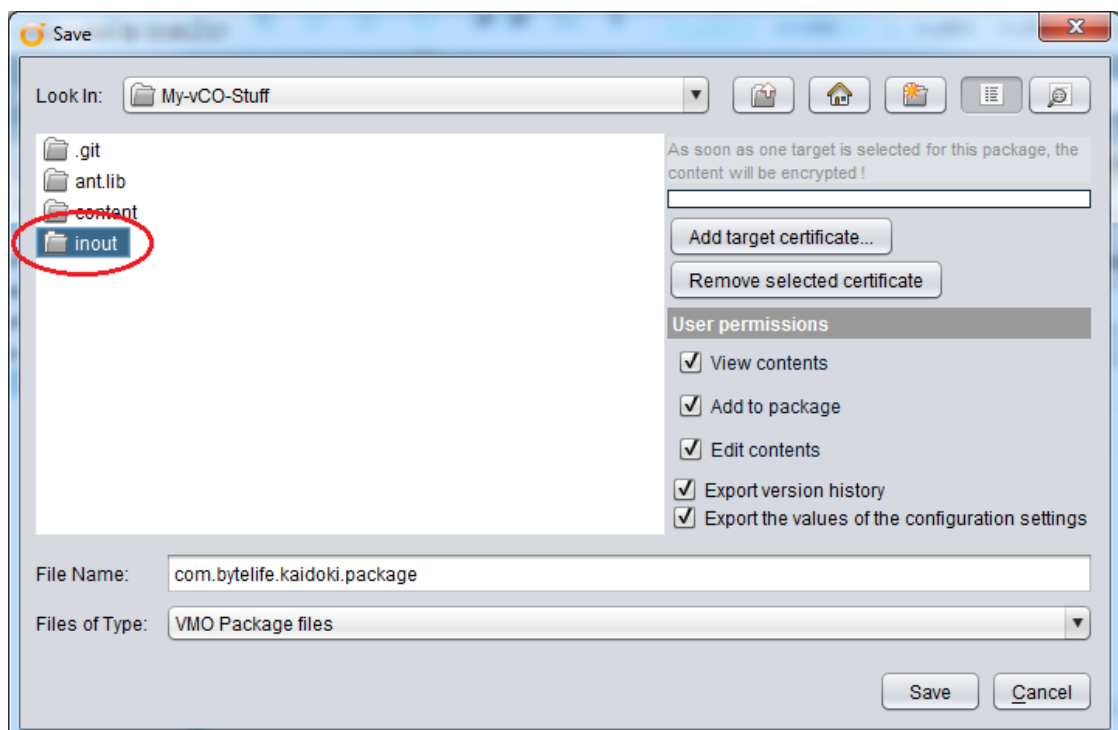 Save
Look In: My-vCO-Stuff
.git
ant.lib
content
inout
As soon as one target is selected for this package, the
content will be encrypted !
Add target certificate...
Remove selected certificate
User permissions
View contents
Add to package
Edit contents
Export version history
Export the values of the configuration settings
File Name: com.bytelife.kaidoki.package
Files of Type: VMO Package files
Save Cancel